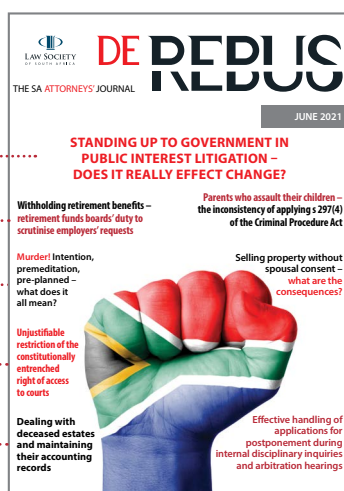 LAW SOCIETY
OF SOUTH AFRICA
DE REBUS
THE SA ATTORNEYS' JOURNAL
JUNE 2021
STANDING UP TO GOVERNMENT IN
PUBLIC INTEREST LITIGATION –
DOES IT REALLY EFFECT CHANGE?
Withholding retirement benefits –
retirement funds boards' duty to
scrutinise employers' requests
Parents who assault their children –
the inconsistency of applying s 297(4)
of the Criminal Procedure Act
Murder! Intention,
premeditation,
pre-planned –
what does it
all mean?
Selling property without
spousal consent –
what are the
consequences?
Unjustifiable
restriction of the
constitutionally
entrenched
right of access
to courts
Dealing with
deceased estates
and maintaining
their accounting
records
Effective handling of
applications for
postponement during
internal disciplinary inquiries
and arbitration hearings